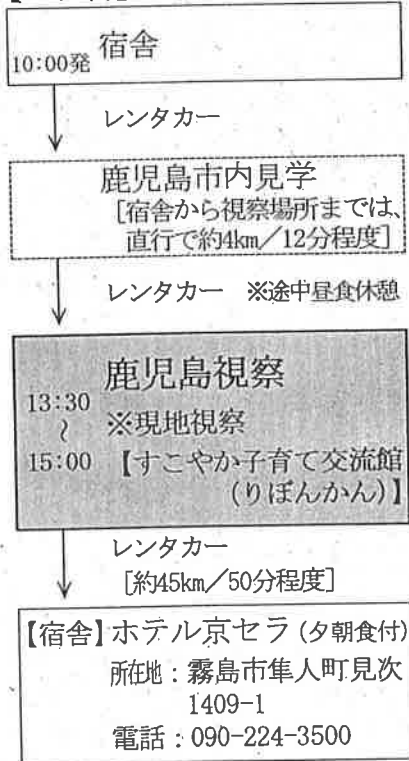 宿舎
10:00発
レンタカー
鹿児島市内見学
[宿舎から視察場所までは、
直行で約4km/12分程度]
レンタカー ※途中昼食休憩
鹿児島視察
13:30
~
15:00
※現地視察
【すこやか子育て交流館
(りぼんかん)】
レンタカー
[約45km/50分程度]
【宿舎】ホテル京セラ(夕朝食付)
所在地:霧島市隼人町見次
1409-1
電話:090-224-3500